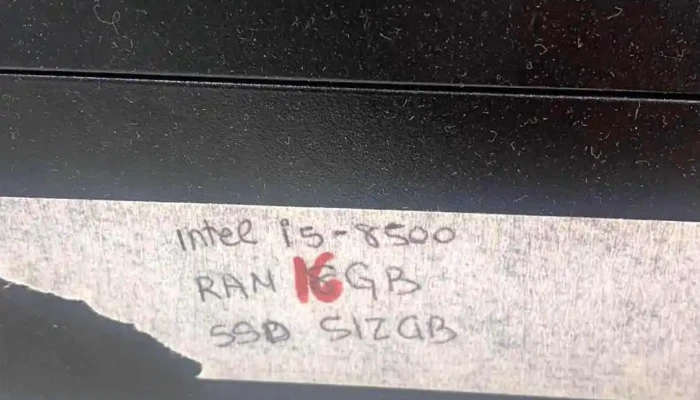 Intel i5-8500
RAM 16GB
SSD 512GB